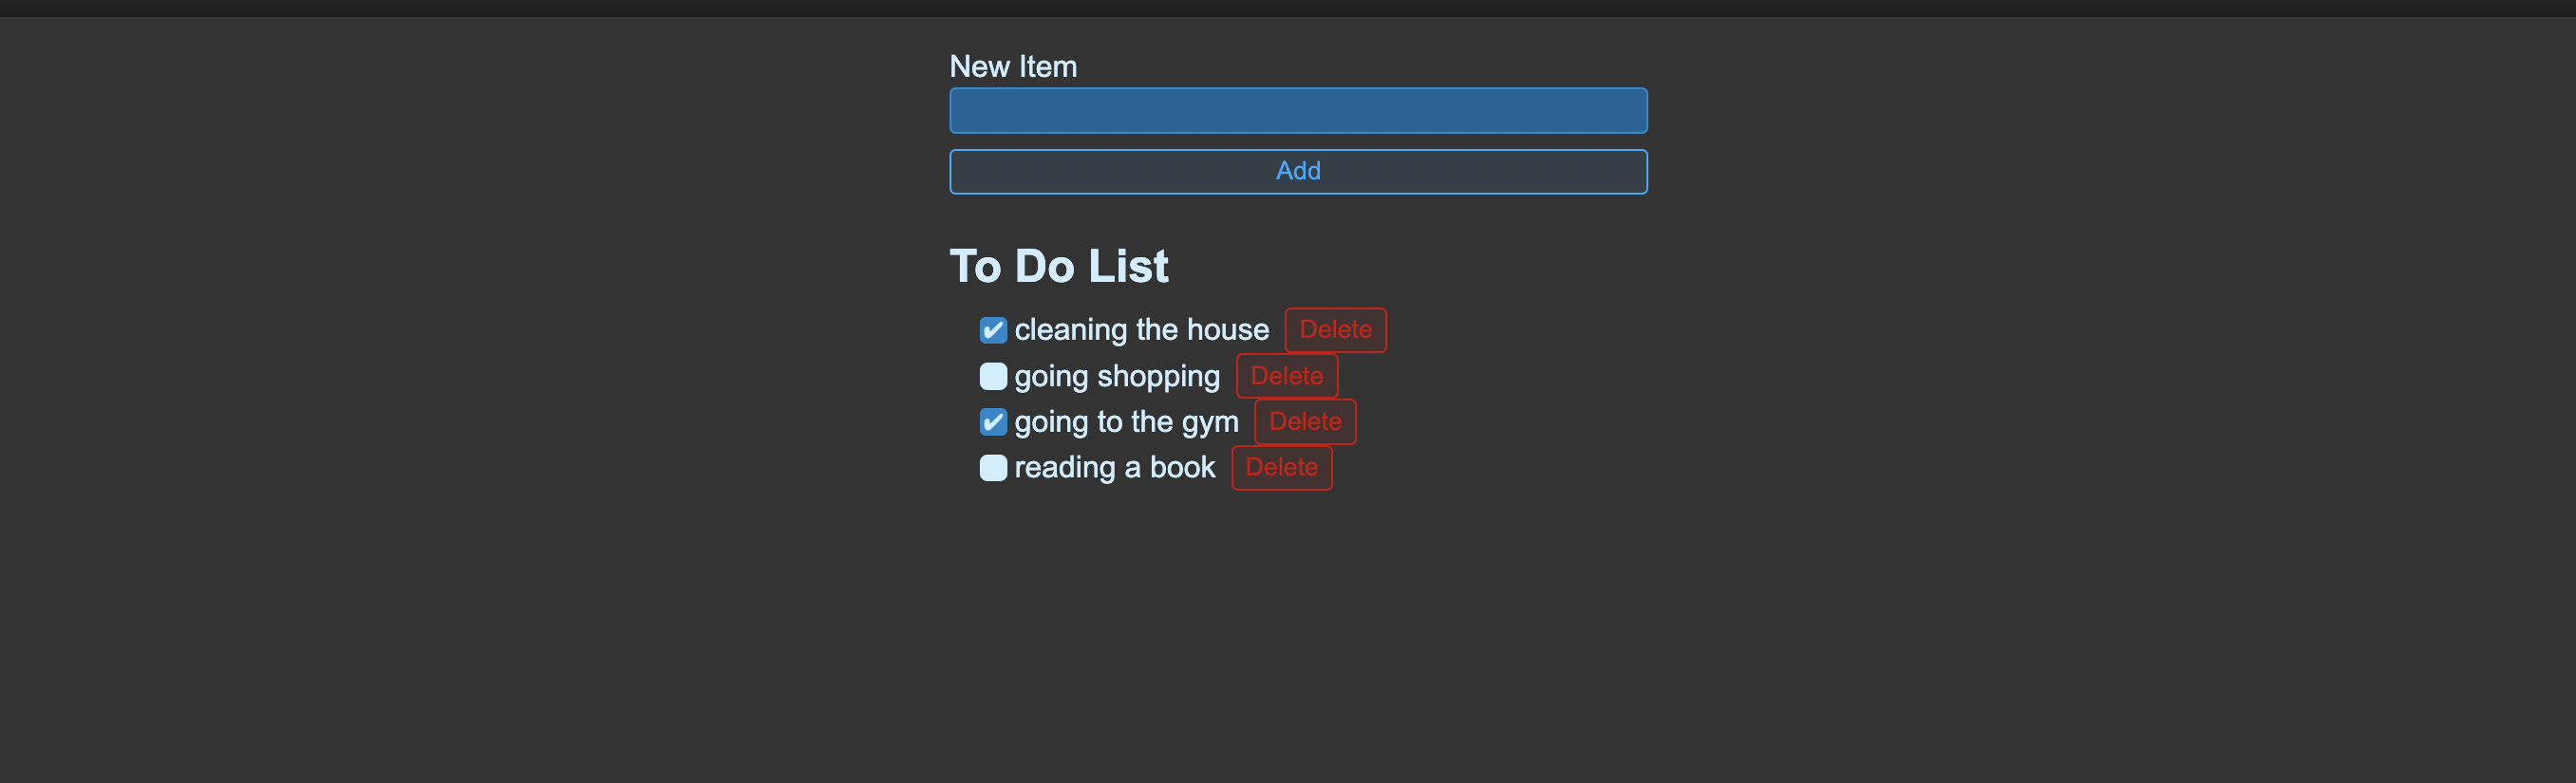 New Item
Add
To Do List
cleaning the house Delete
going shopping Delete
going to the gym Delete
reading a book Delete